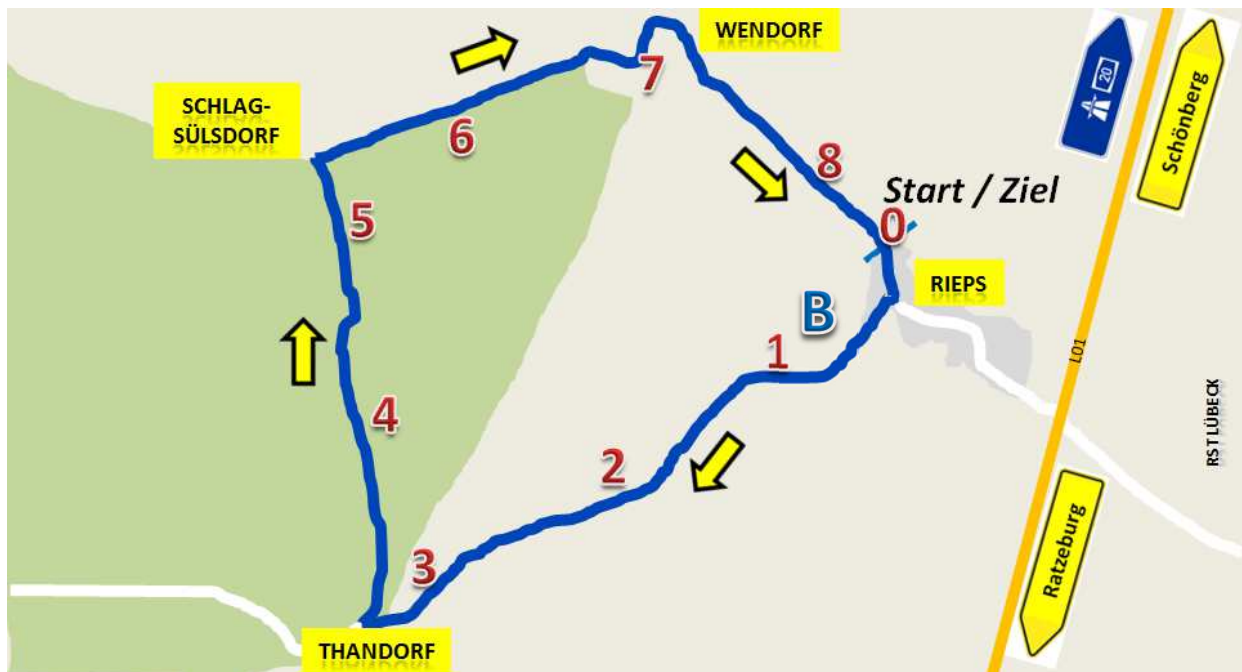 WENDORF
20
Schönberg
SCHLAG-
SÜLSDORF
7
6
8
Start / Ziel
0
5
RIEPS
B
1
L01
4
RST LÜBECK
2
3
Ratzeburg
THANDORF